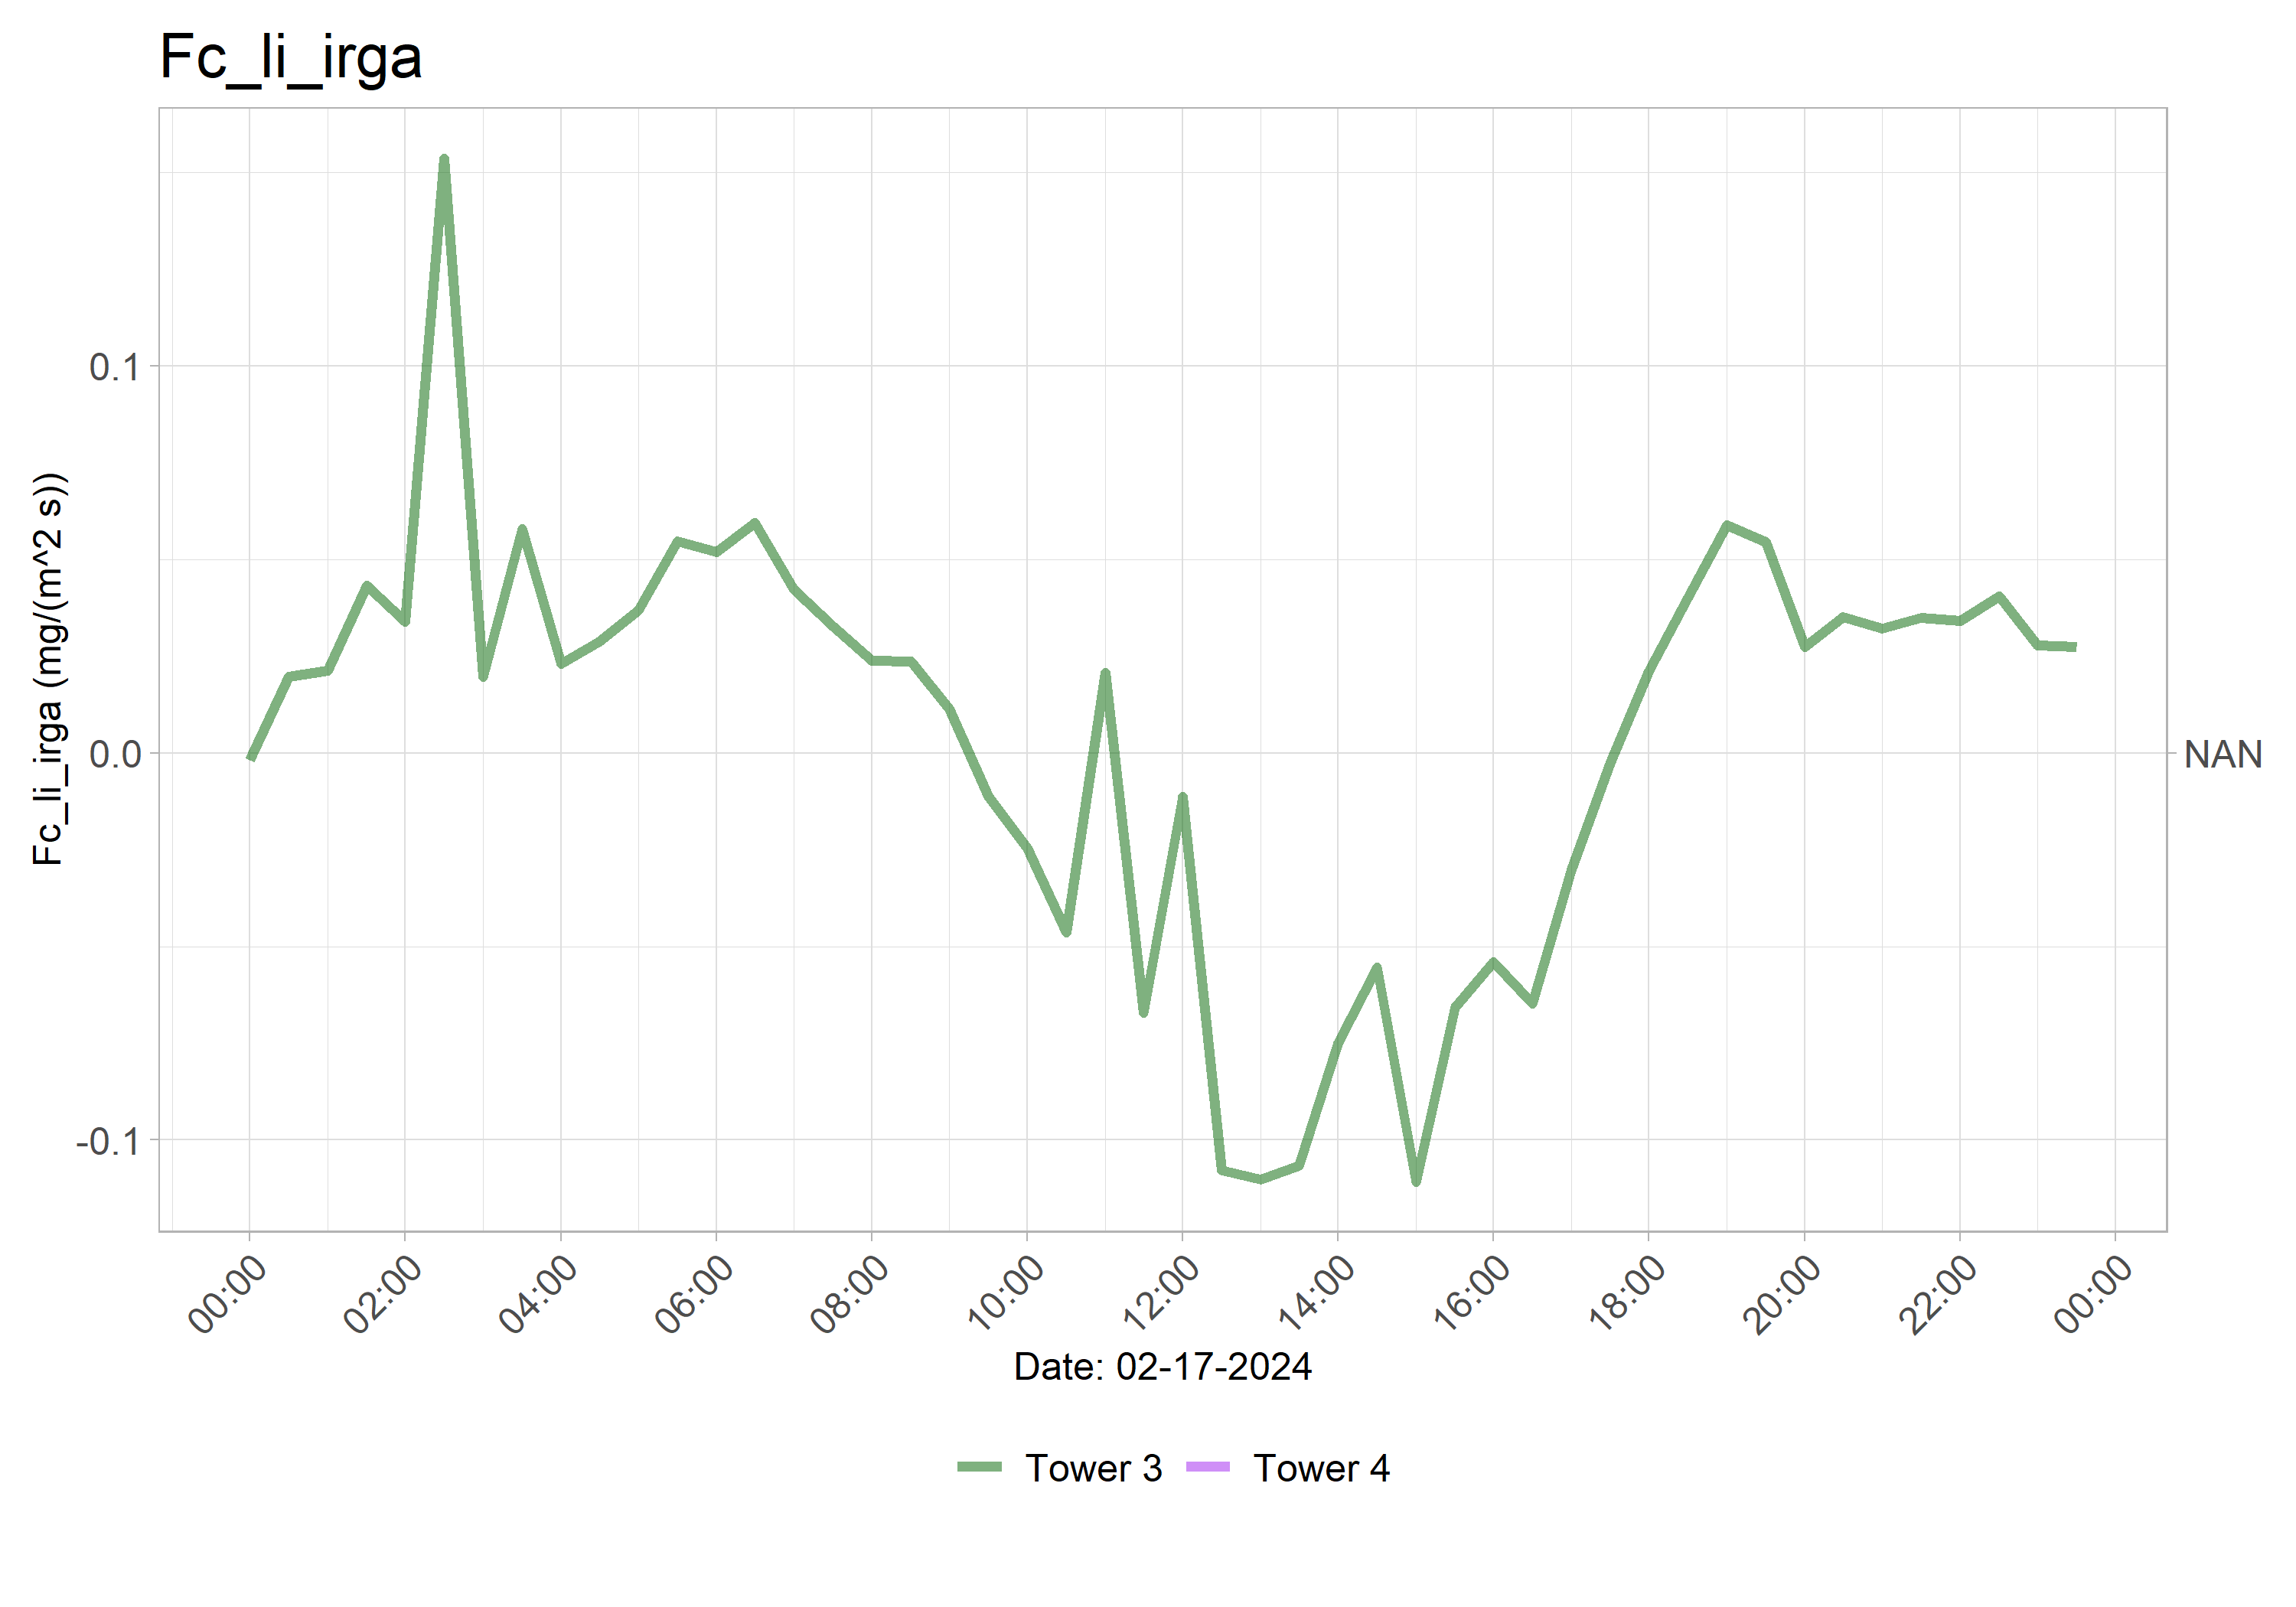 Fc_li_irga
Fc_li_irga (mg/(m^2 s))
0.1
0.0
-0.1
NAN
00:00 02:00 04:00 06:00 08:00 10:00 12:00 14:00 16:00 18:00 20:00 22:00 00:00
Date: 02-17-2024
Tower 3 Tower 4